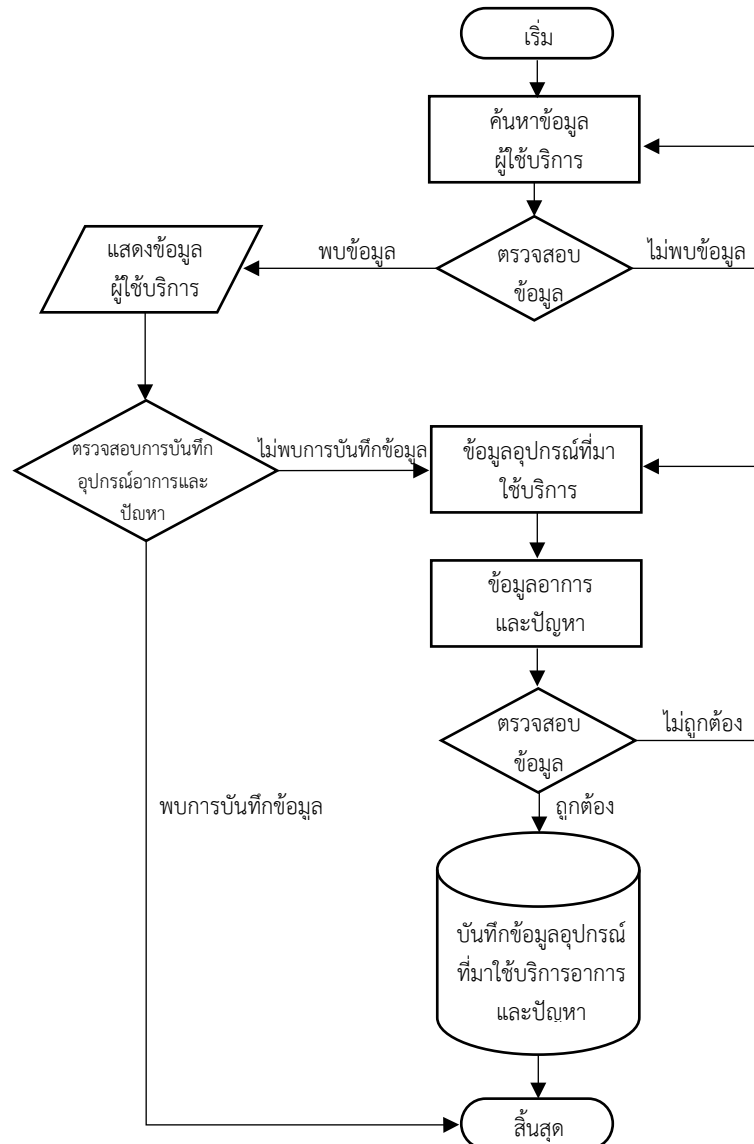 เริ่ม
ค้นหาข้อมูล
ผู้ใช้บริการ
แสดงข้อมูล
ผู้ใช้บริการ
พบข้อมูล
ตรวจสอบ
ข้อมูล
ไม่พบข้อมูล
ตรวจสอบการบันทึก
อุปกรณ์อาการและ
ปัญหา
ไม่พบการบันทึกข้อมูล
ข้อมูลอุปกรณ์ที่มา
ใช้บริการ
ข้อมูลอาการ
และปัญหา
ตรวจสอบ
ข้อมูล
ไม่ถูกต้อง
พบการบันทึกข้อมูล
ถูกต้อง
บันทึกข้อมูลอุปกรณ์
ที่มาใช้บริการอาการ
และปัญหา
สิ้นสุด